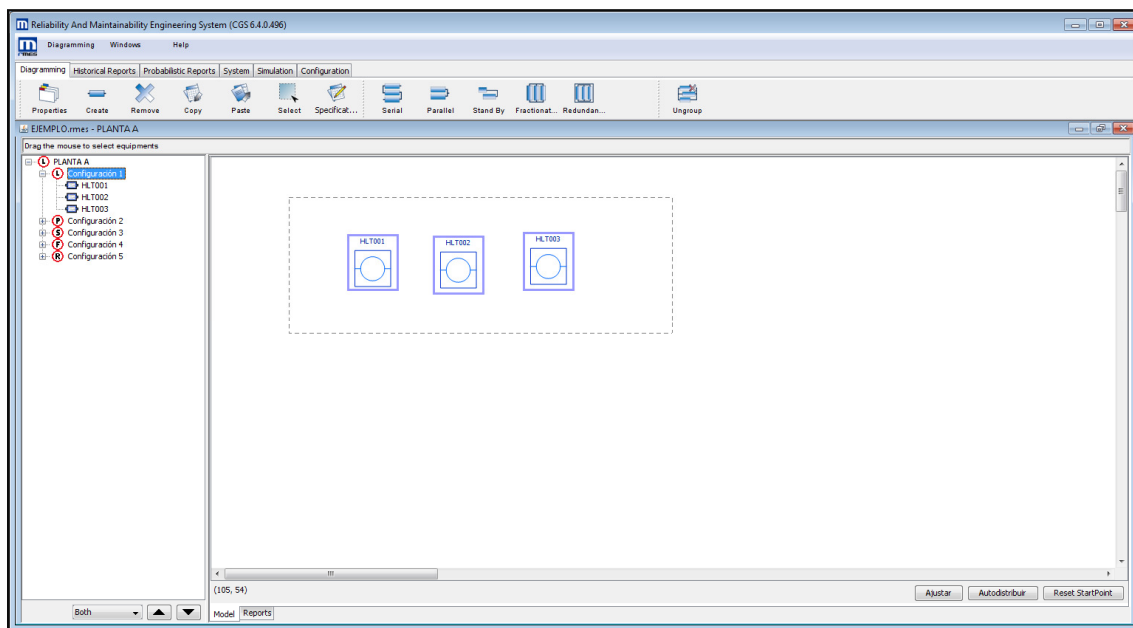 Reliability And Maintainability Engineering System (CGS 6.4.0.496)
Diagramming Windows Help
Diagramming Historical Reports Probabilistic Reports System Simulation Configuration
Properties Create Remove Copy Paste Select Specificat... Serial Parallel Stand By Fractionat... Redundan... Ungroup
EJEMPLO.rmes - PLANTA A
Drag the mouse to select equipments
L PLANTA A
L Configuración 1
HLT001
HLT002
HLT003
P Configuración 2
S Configuración 3
F Configuración 4
R Configuración 5
HLT001 HLT002 HLT003
(105, 54)
Ajustar Autodistribuir Reset StartPoint
Both
Model Reports